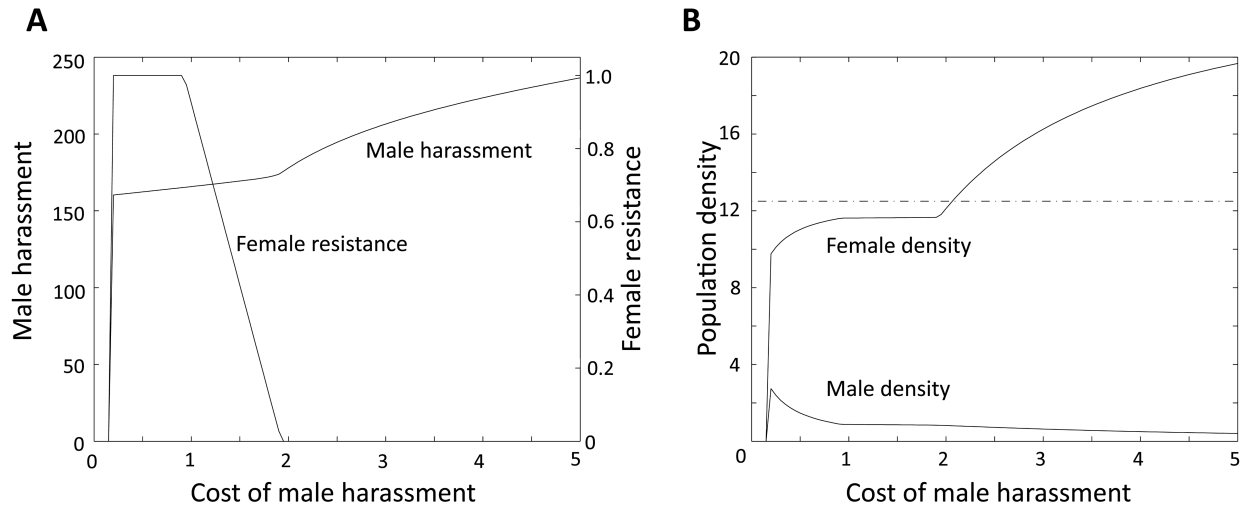 A
B
250
200
150
100
50
0
Male harassment
1.0
0.8
0.6
0.4
0.2
0
Female resistance
Male harassment
Female resistance
0 1 2 3 4 5
Cost of male harassment
20
16
12
8
4
0
Population density
Female density
Male density
1 2 3 4 5
Cost of male harassment